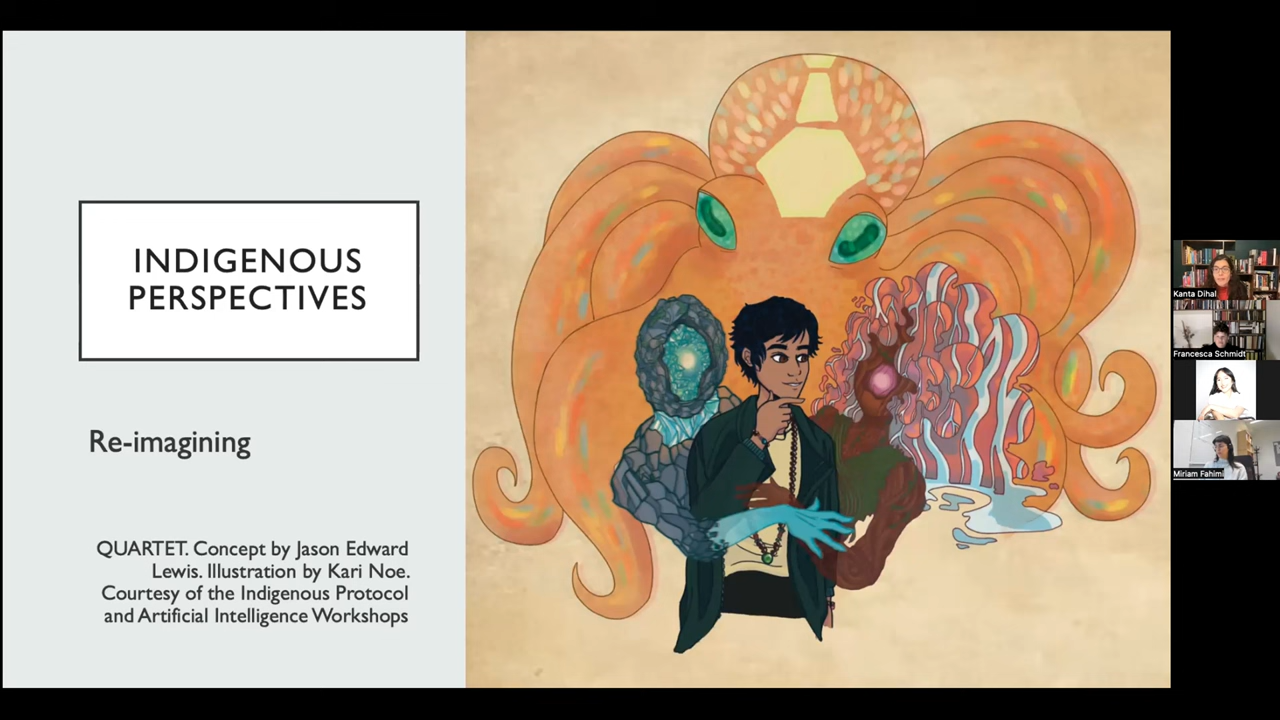 INDIGENOUS
PERSPECTIVES
Re-imagining
QUARTET. Concept by Jason Edward
Lewis. Illustration by Kari Noe.
Courtesy of the Indigenous Protocol
and Artificial Intelligence Workshops
Kanta Dihal
Francesca Schmidt
Miriam Fahimi